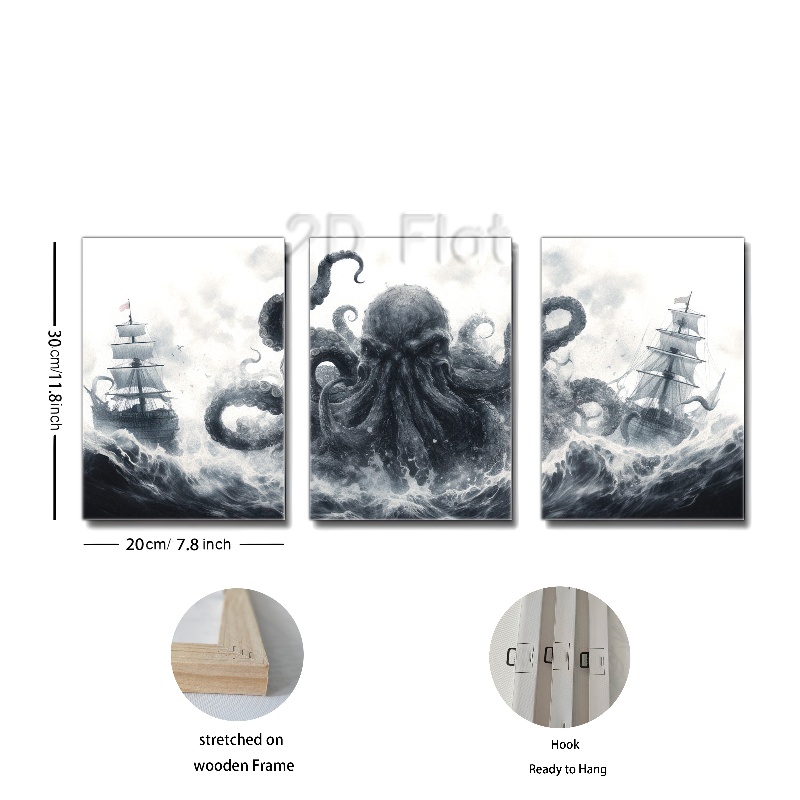 2D Flat
30cm/11.8inch
20cm/ 7.8 inch
stretched on
wooden Frame
Hook
Ready to Hang